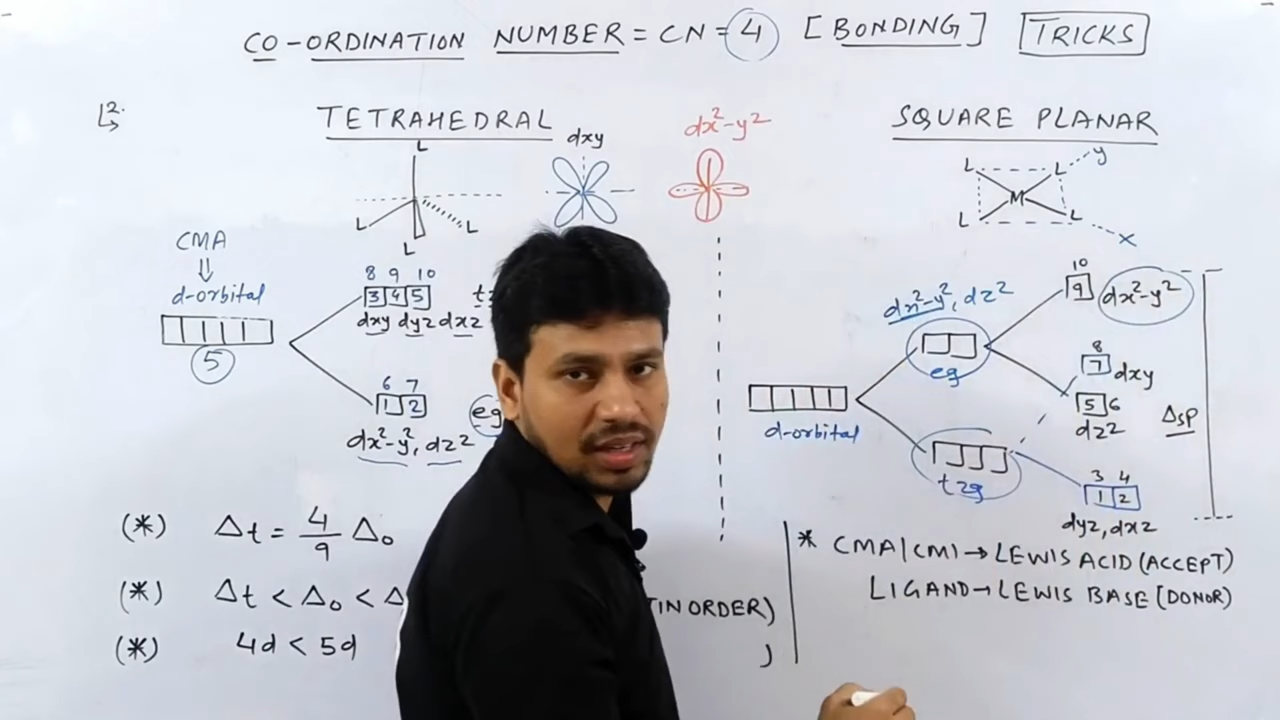 CO-ORDINATION NUMBER = CN = 4 [BONDING] TRICKS
L2.
TETRAHEDRAL
dxy
dx²-y²
SQUARE PLANAR
L
L
L
L
L
L
L
L
M
y
x
CMA
⇓
d-orbital
5
8 9 10
3 4 5
dxy dyz dxz
6 7
1 2
eg
dx²-y², dz²
dx²-y², dz²
eg
d-orbital
t2g
10
9
dx²-y²
8
7 dxy
5 6
dz²
Δsp
3 4
1 2
dyz, dxz
(*) Δt = 4/9 Δo
(*) Δt < Δo < Δ
(*) 4d < 5d
)
* CMA/CMI → LEWIS ACID (ACCEPT)
LIGAND → LEWIS BASE (DONOR)